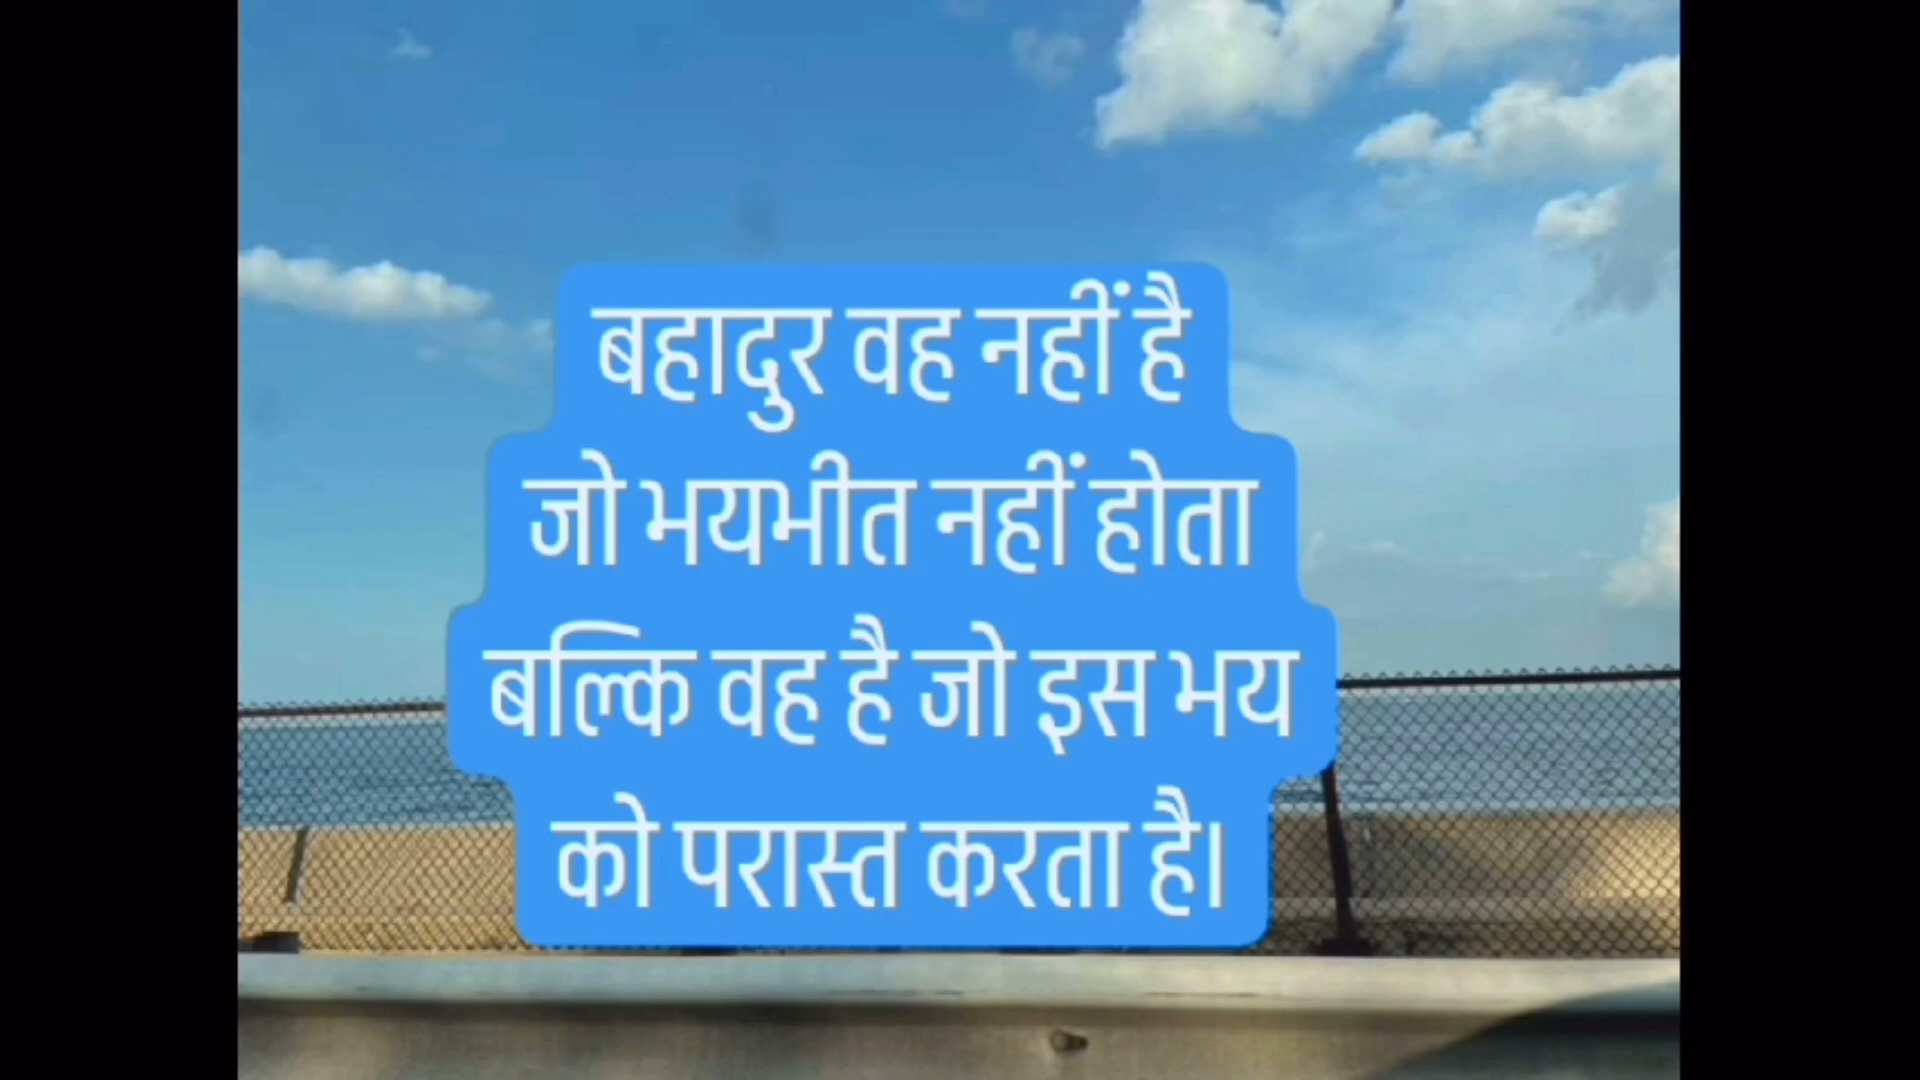 बहादुर वह नहीं है
जो भयभीत नहीं होता
बल्कि वह है जो इस भय
को परास्त करता है।